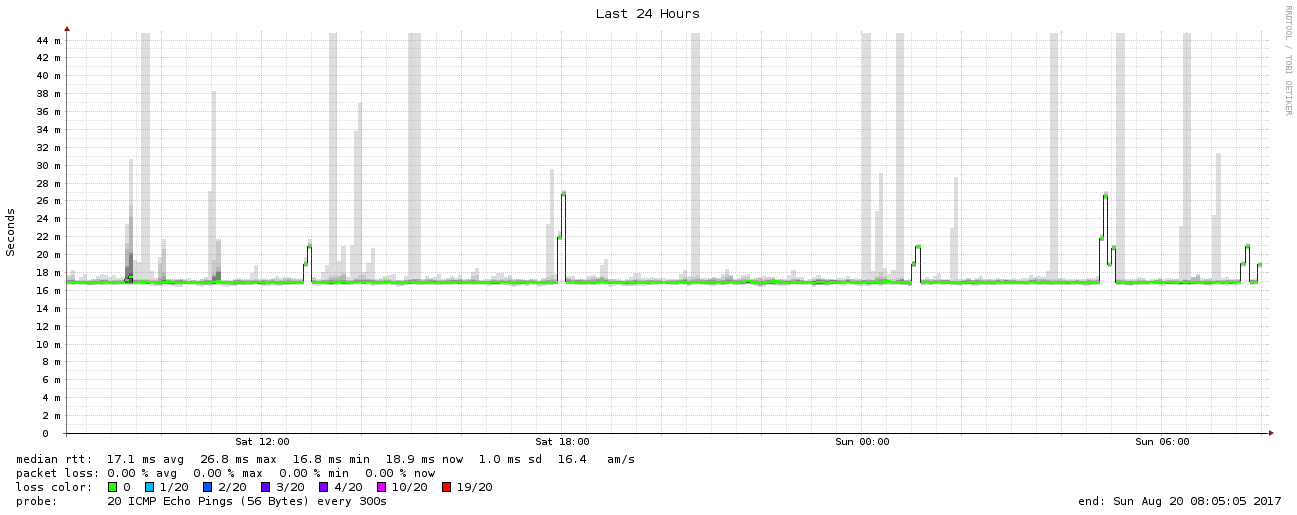 Last 24 Hours
RRDTOOL / TOBI OETIKER
Seconds
44 m
42 m
40 m
38 m
36 m
34 m
32 m
30 m
28 m
26 m
24 m
22 m
20 m
18 m
16 m
14 m
12 m
10 m
8 m
6 m
4 m
2 m
0
Sat 12:00 Sat 18:00 Sun 00:00 Sun 06:00
median rtt: 17.1 ms avg 26.8 ms max 16.8 ms min 18.9 ms now 1.0 ms sd 16.4 am/s
packet loss: 0.00 % avg 0.00 % max 0.00 % min 0.00 % now
loss color: 0 1/20 2/20 3/20 4/20 10/20 19/20
probe: 20 ICMP Echo Pings (56 Bytes) every 300s end: Sun Aug 20 08:05:05 2017